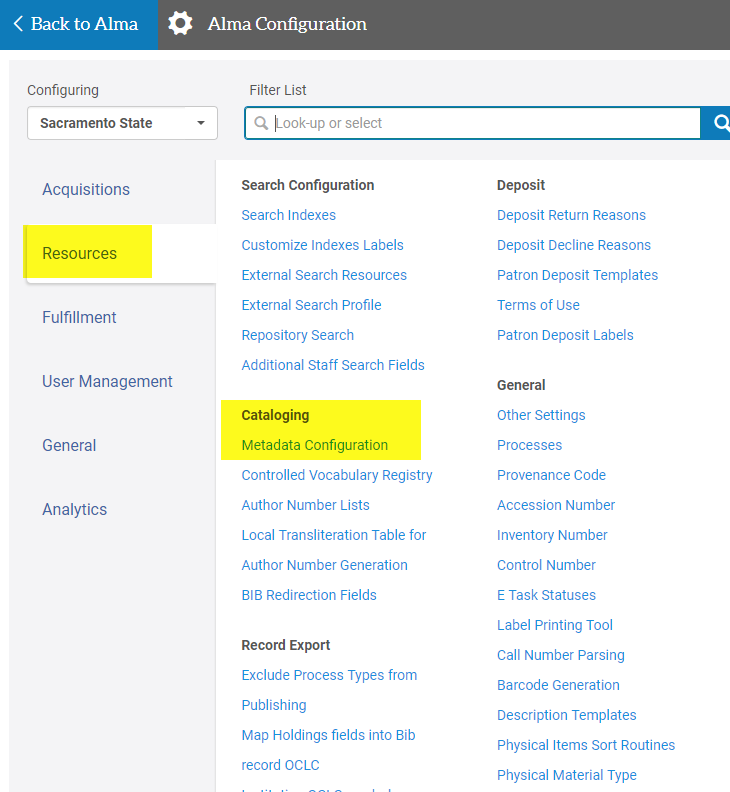 Back to Alma
Alma Configuration
Configuring
Filter List
Sacramento State
Look-up or select
Acquisitions
Resources
Fulfillment
User Management
General
Analytics
Search Configuration
Search Indexes
Customize Indexes Labels
External Search Resources
External Search Profile
Repository Search
Additional Staff Search Fields
Cataloging
Metadata Configuration
Controlled Vocabulary Registry
Author Number Lists
Local Transliteration Table for
Author Number Generation
BIB Redirection Fields
Record Export
Exclude Process Types from
Publishing
Map Holdings fields into Bib
record OCLC
Deposit
Deposit Return Reasons
Deposit Decline Reasons
Patron Deposit Templates
Terms of Use
Patron Deposit Labels
General
Other Settings
Processes
Provenance Code
Accession Number
Inventory Number
Control Number
E Task Statuses
Label Printing Tool
Call Number Parsing
Barcode Generation
Description Templates
Physical Items Sort Routines
Physical Material Type